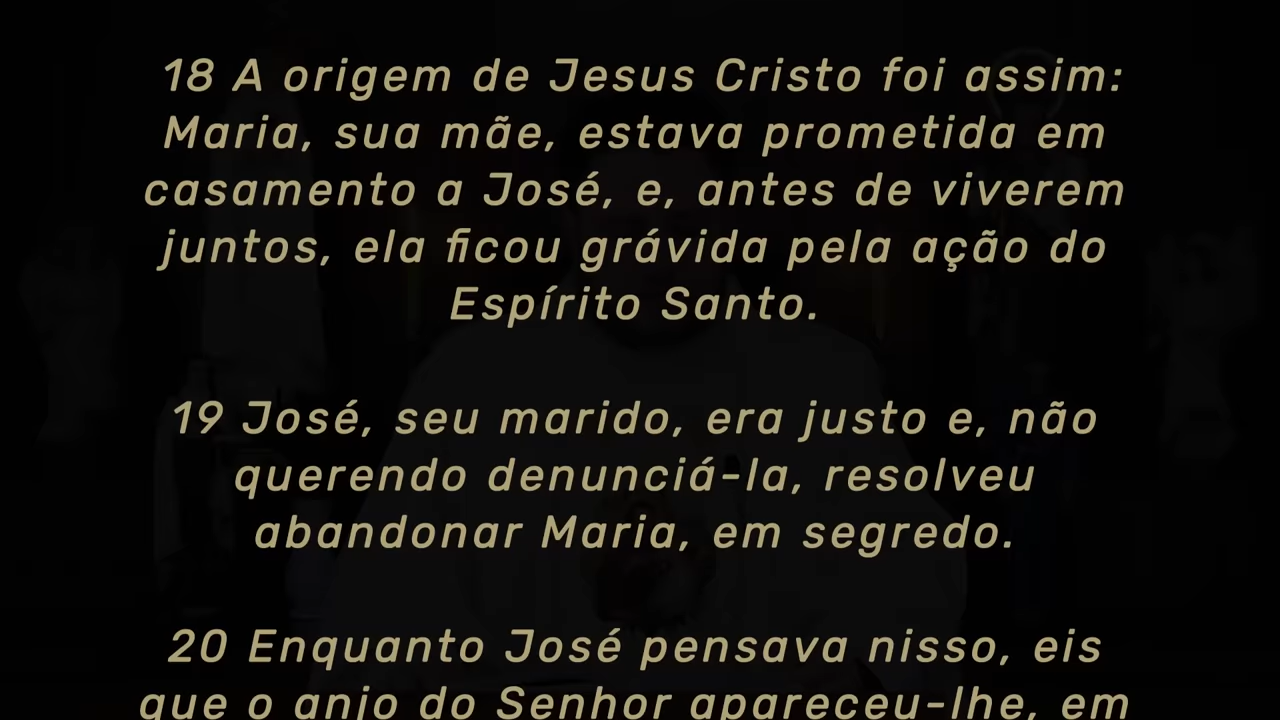 18 A origem de Jesus Cristo foi assim:
Maria, sua mãe, estava prometida em
casamento a José, e, antes de viverem
juntos, ela ficou grávida pela ação do
Espírito Santo.
19 José, seu marido, era justo e, não
querendo denunciá-la, resolveu
abandonar Maria, em segredo.
20 Enquanto José pensava nisso, eis
que o anjo do Senhor apareceu-lhe, em